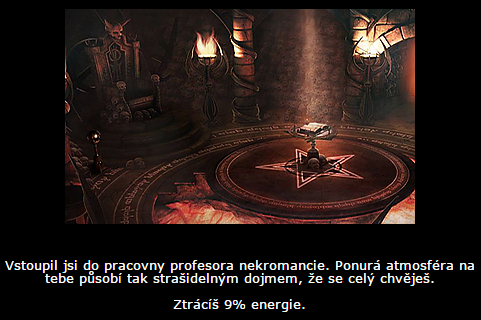 Vstoupil jsi do pracovny profesora nekromancie. Ponurá atmosféra na
tebe působí tak strašidelným dojmem, že se celý chvěješ.
Ztrácíš 9% energie.